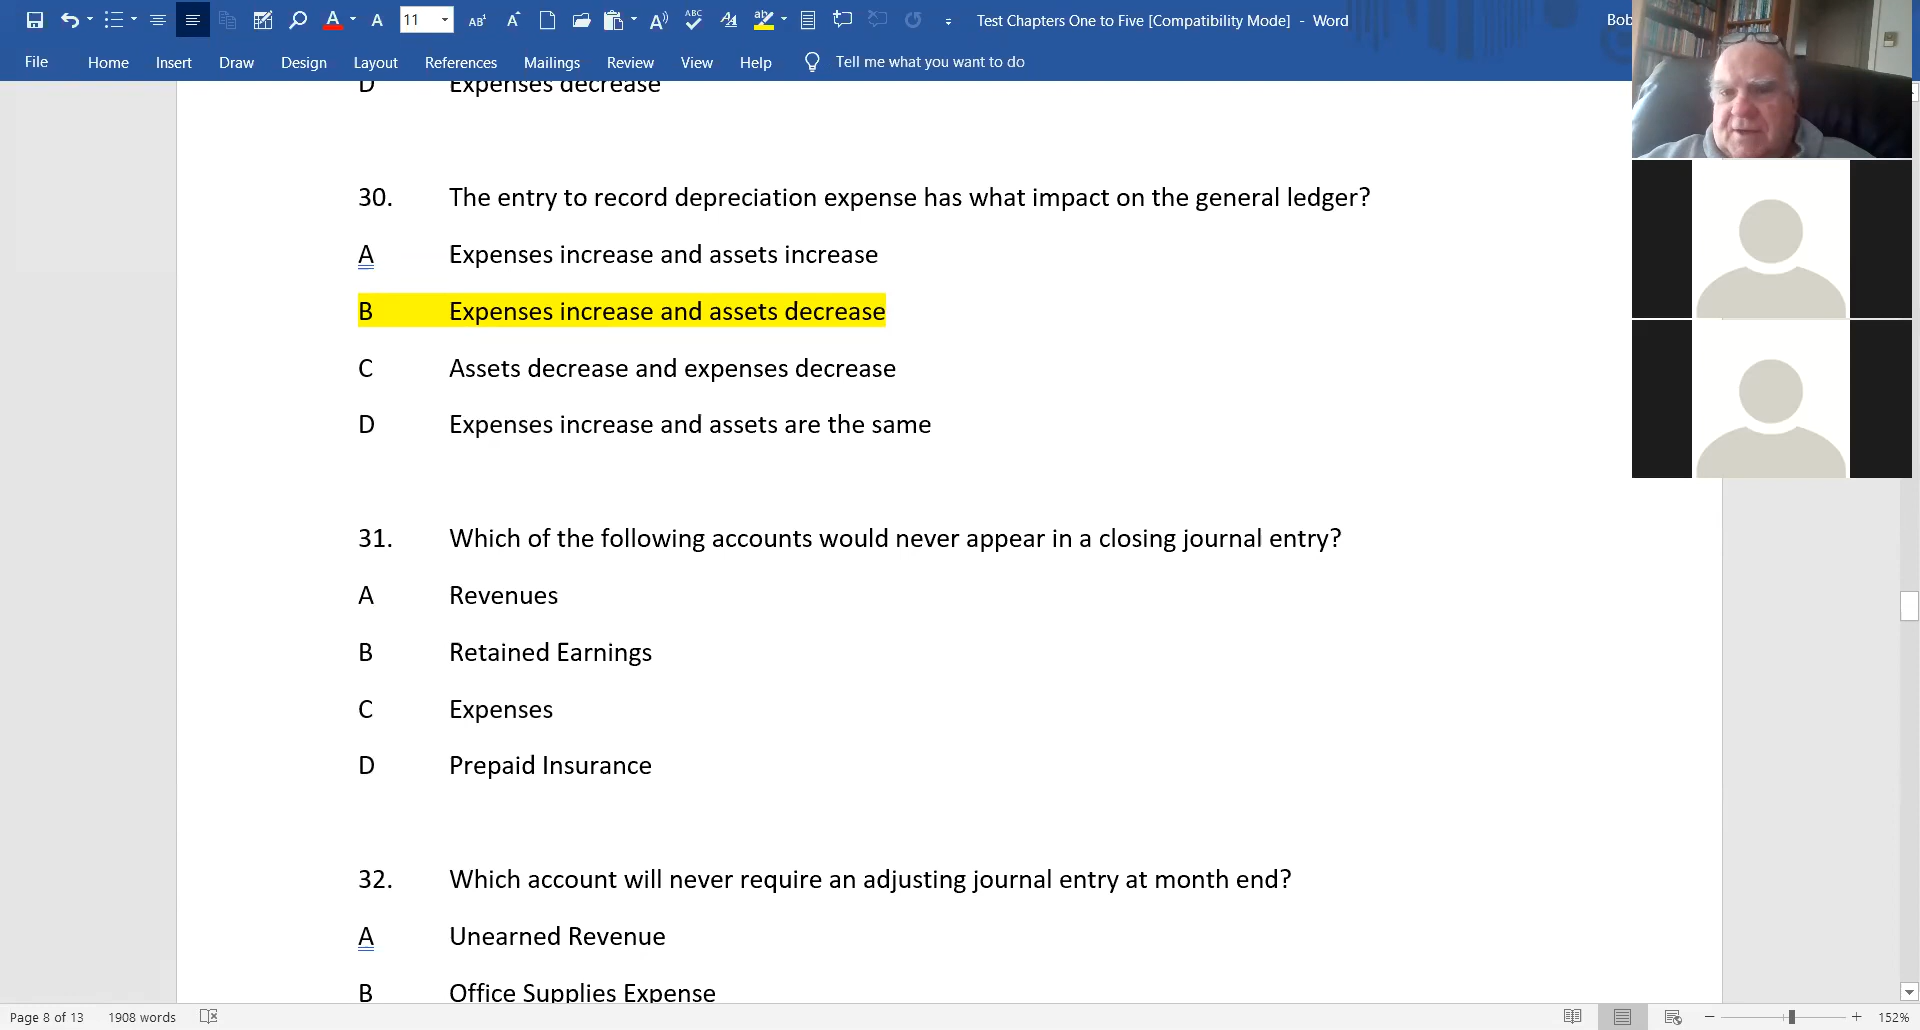 11
Test Chapters One to Five [Compatibility Mode] - Word
Bob
File Home Insert Draw Design Layout References Mailings Review View Help Tell me what you want to do
D Expenses decrease
30. The entry to record depreciation expense has what impact on the general ledger?
A Expenses increase and assets increase
B Expenses increase and assets decrease
C Assets decrease and expenses decrease
D Expenses increase and assets are the same
31. Which of the following accounts would never appear in a closing journal entry?
A Revenues
B Retained Earnings
C Expenses
D Prepaid Insurance
32. Which account will never require an adjusting journal entry at month end?
A Unearned Revenue
B Office Supplies Expense
Page 8 of 13 1908 words 152%